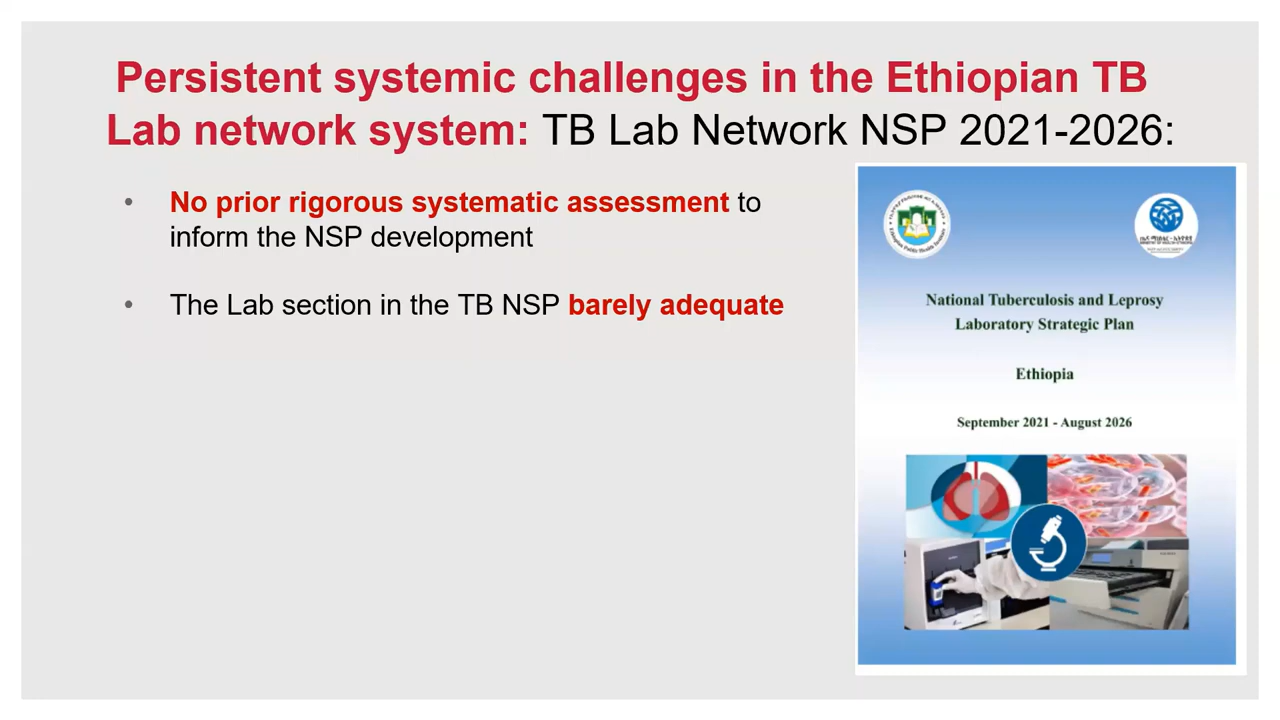 Persistent systemic challenges in the Ethiopian TB
Lab network system: TB Lab Network NSP 2021-2026:
• No prior rigorous systematic assessment to
inform the NSP development
• The Lab section in the TB NSP barely adequate
National Tuberculosis and Leprosy
Laboratory Strategic Plan
Ethiopia
September 2021 - August 2026